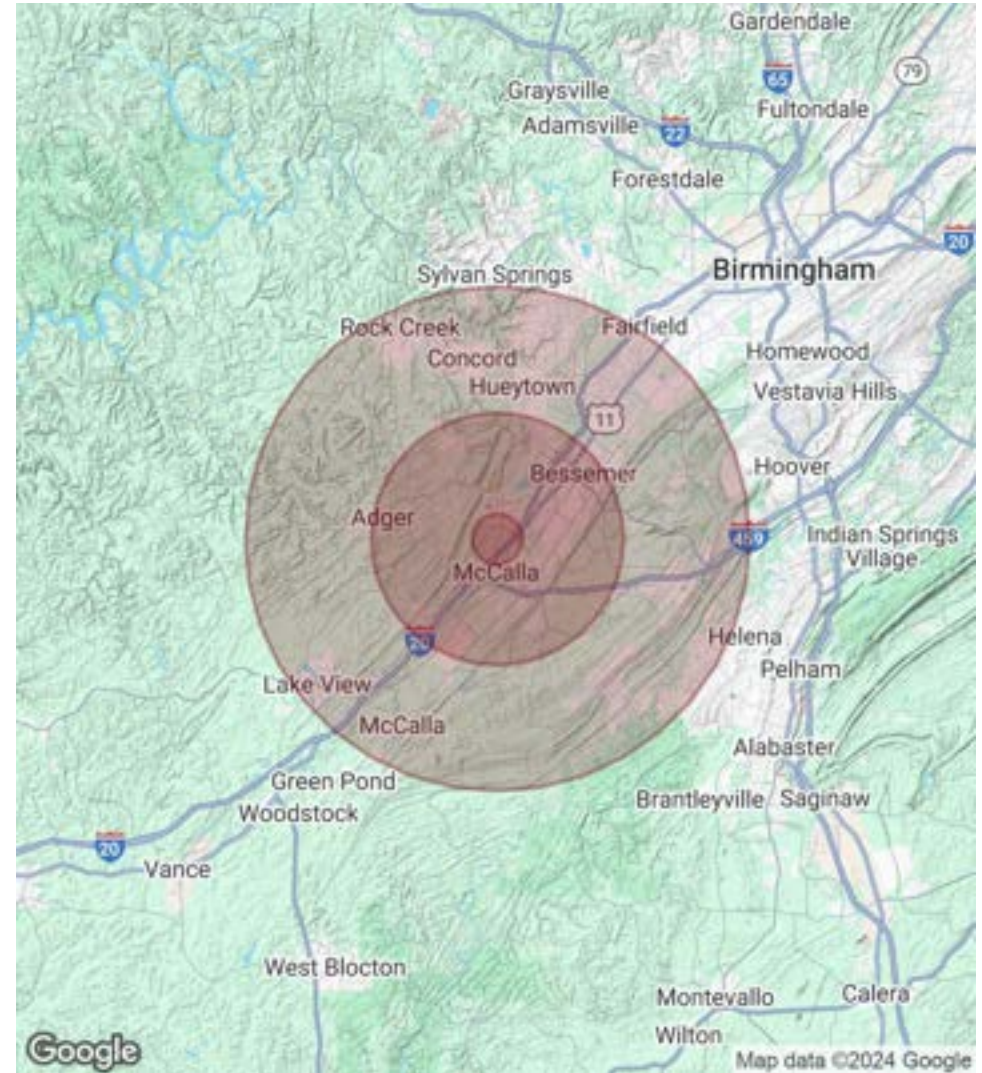 Gardendale
65
79
Graysville
Fultondale
Adamsville
22
Forestdale
20
Birmingham
Sylvan Springs
Rock Creek
Fairfield
Concord
Homewood
Hueytown
Vestavia Hills
11
Hoover
Bessemer
Adger
459
Indian Springs
Village
McCalla
Helena
20
Pelham
Lake View
McCalla
Alabaster
Green Pond
Brantleyville
Saginaw
Woodstock
20
Vance
West Blocton
Calera
Montevallo
Wilton
Google
Map data ©2024 Google